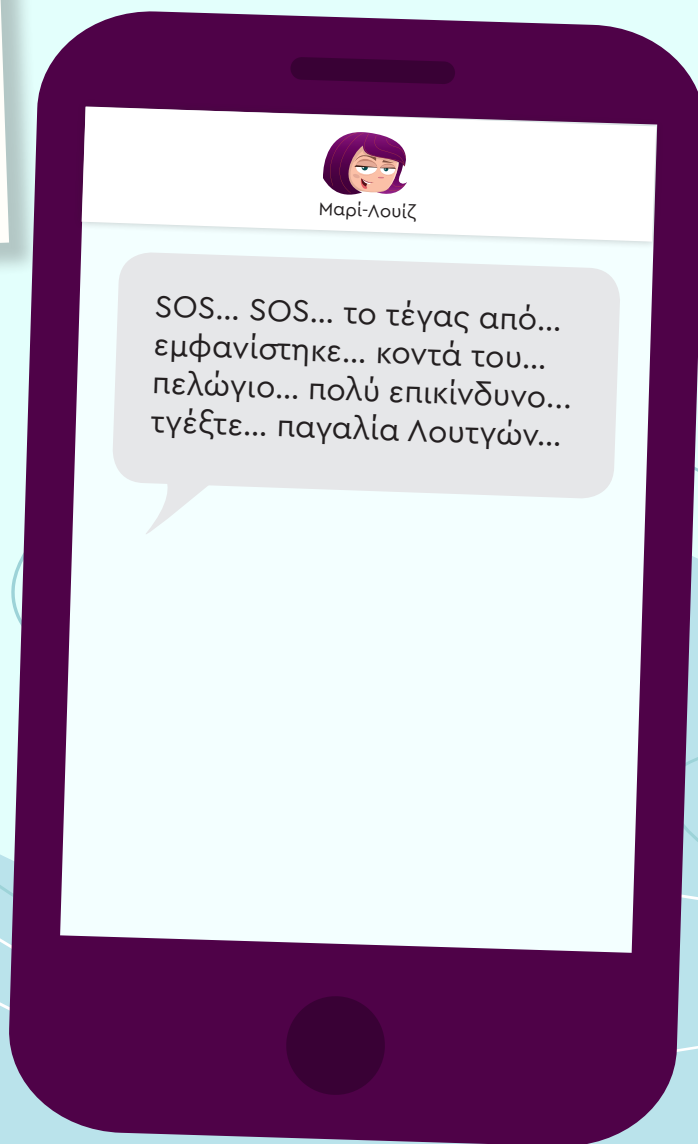 Μαρί-Λουίζ
SOS... SOS... το τέγας από...
εμφανίστηκε... κοντά του...
πελώγιο... πολύ επικίνδυνο...
τγέξτε... παγαλία Λουτγών...